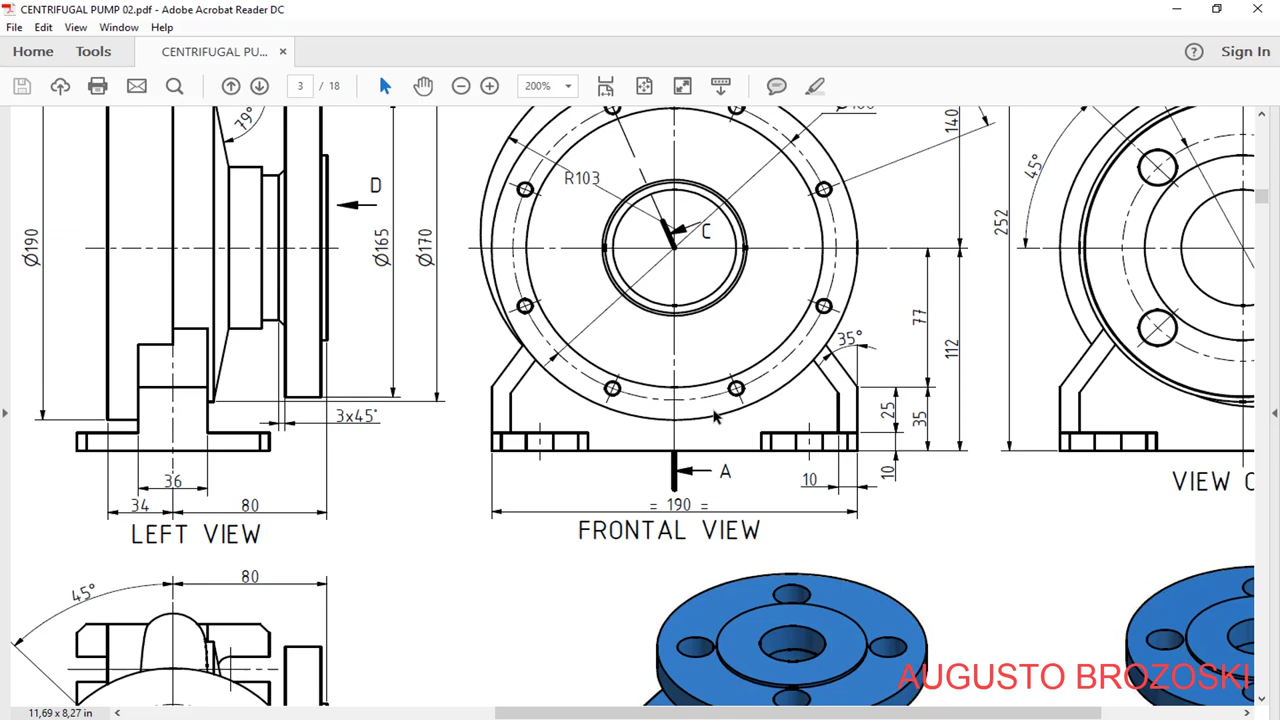 CENTRIFUGAL PUMP 02.pdf - Adobe Acrobat Reader DC
File Edit View Window Help
Home Tools CENTRIFUGAL PU... × Sign In
3 / 18 200%
79°
D
Ø190
Ø165
Ø170
3x45°
36
34 80
LEFT VIEW
R103
C
140
77
112
35°
25
35
10
10
A
= 190 =
FRONTAL VIEW
45°
252
VIEW
45°
80
AUGUSTO BROZOSKI
11,69 x 8,27 in